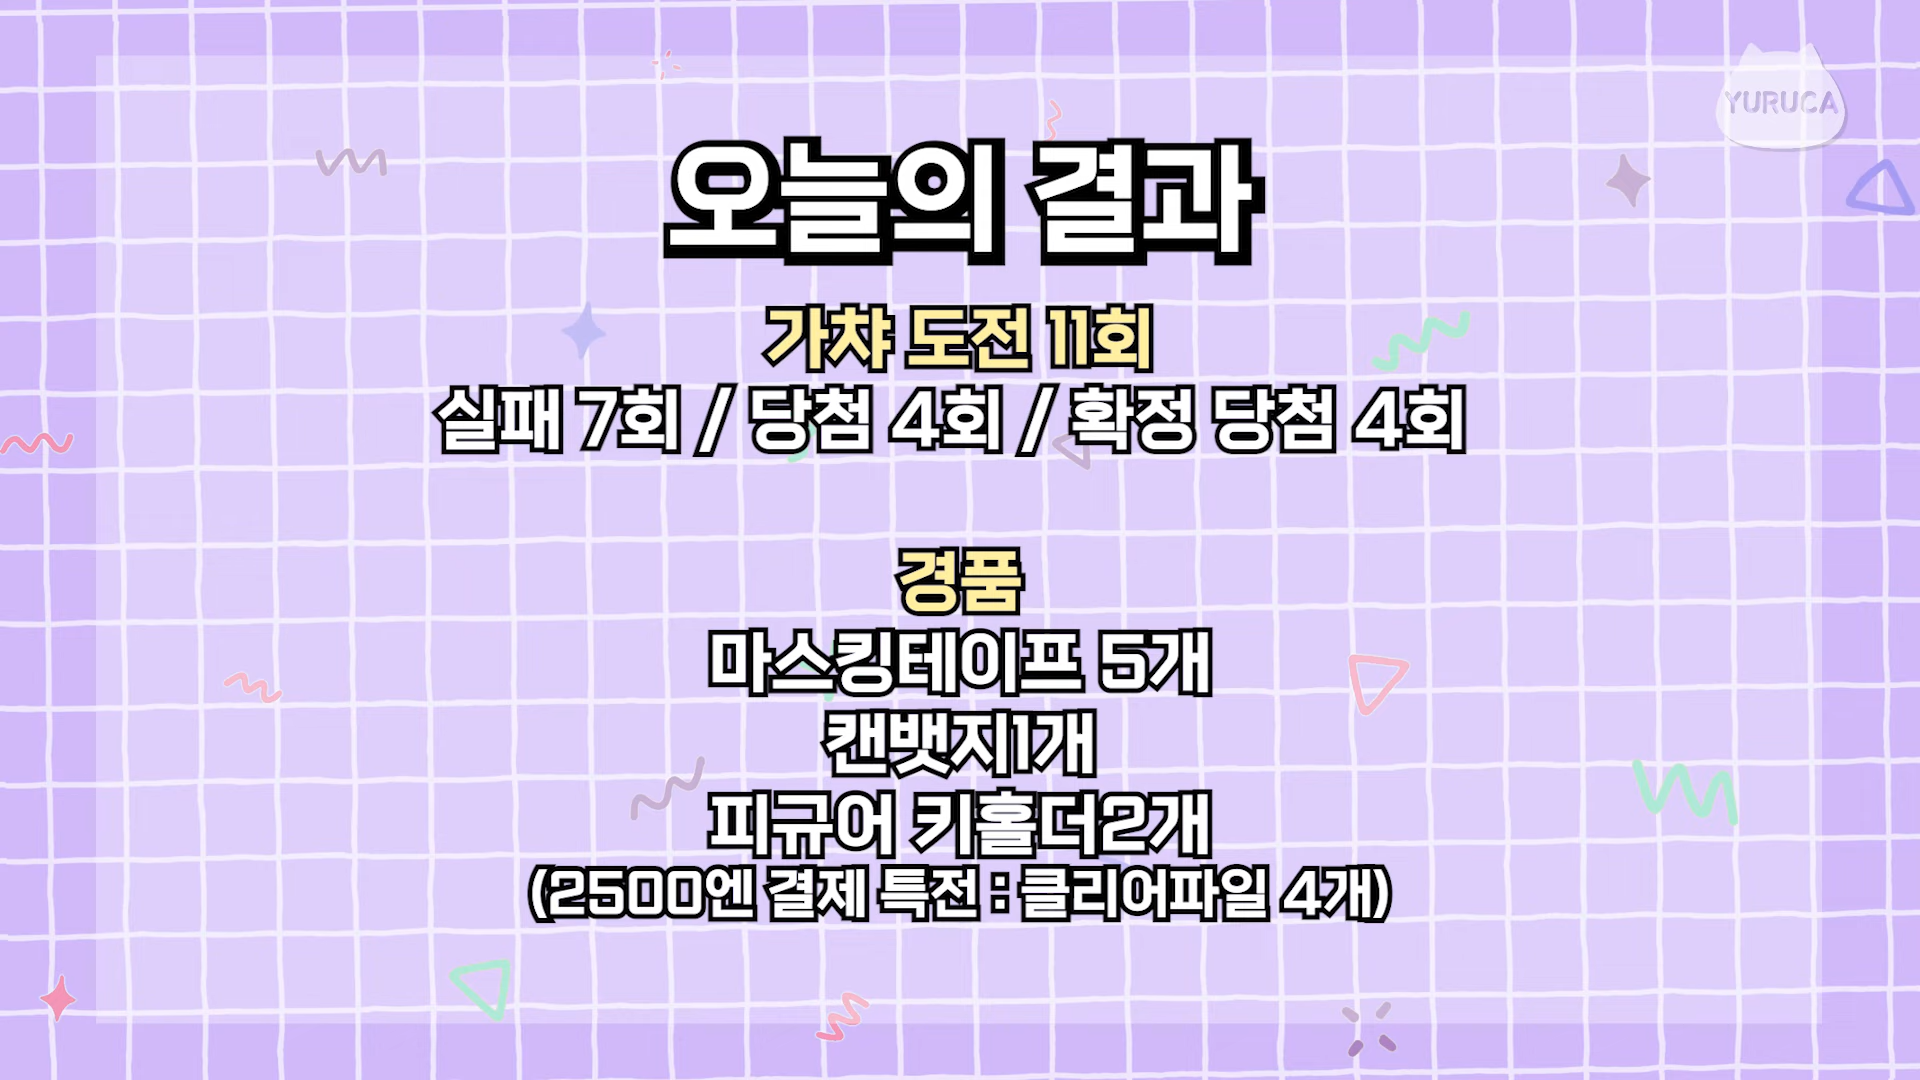 YURUCA
오늘의 결과
가챠 도전 11회
실패 7회 / 당첨 4회 / 확정 당첨 4회
경품
마스킹테이프 5개
캔뱃지1개
피규어 키홀더2개
(2500엔 결제 특전 : 클리어파일 4개)